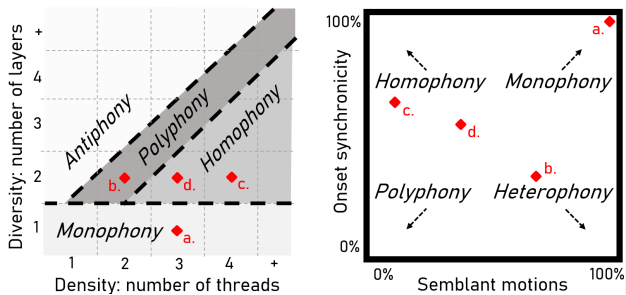 Diversity: number of layers
+
4
3
2
1
Antiphony
Polyphony
Homophony
Monophony
b.
d.
c.
a.
1 2 3 4 +
Density: number of threads
Onset synchronicity
100%
0%
a.
Homophony Monophony
c.
d.
b.
Polyphony Heterophony
0% 100%
Semblant motions